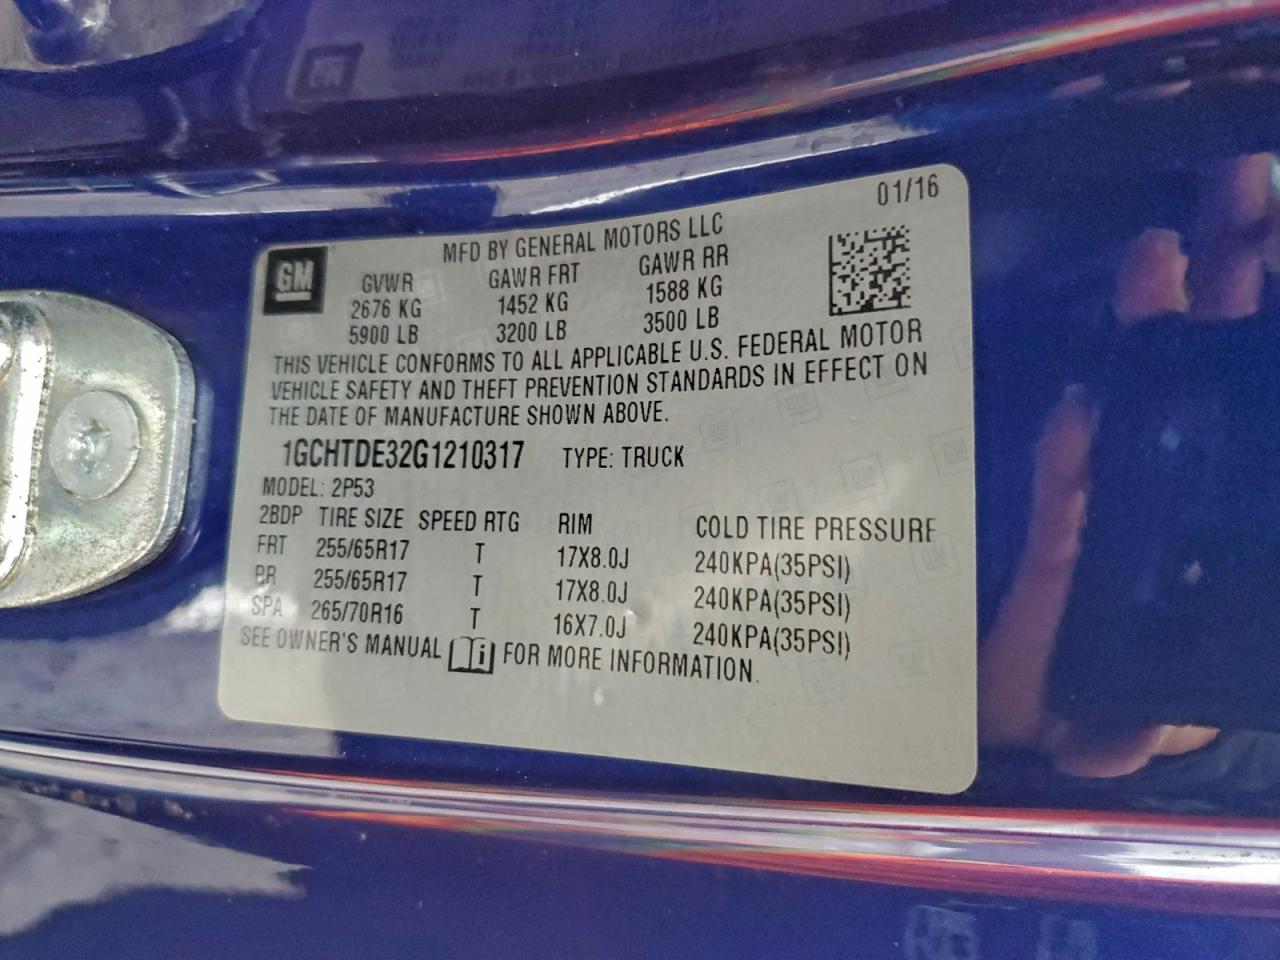 01/16
GM MFD BY GENERAL MOTORS LLC
GVWR GAWR FRT GAWR RR
2676 KG 1452 KG 1588 KG
5900 LB 3200 LB 3500 LB
THIS VEHICLE CONFORMS TO ALL APPLICABLE U.S. FEDERAL MOTOR
VEHICLE SAFETY AND THEFT PREVENTION STANDARDS IN EFFECT ON
THE DATE OF MANUFACTURE SHOWN ABOVE.
1GCHTDE32G1210317 TYPE: TRUCK
MODEL: 2P53
2BDP TIRE SIZE SPEED RTG RIM COLD TIRE PRESSURE
FRT 255/65R17 T 17X8.0J 240KPA(35PSI)
RR 255/65R17 T 17X8.0J 240KPA(35PSI)
SPA 265/70R16 T 16X7.0J 240KPA(35PSI)
SEE OWNER'S MANUAL i FOR MORE INFORMATION.